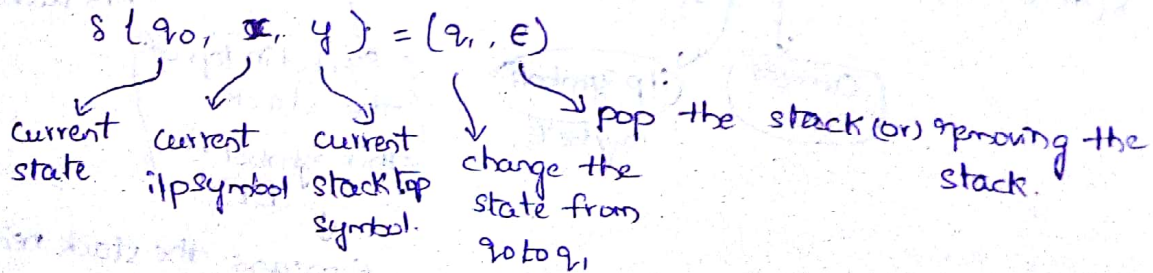 δ(q0, x, y) = (q1, ε)
current state.
current i/p symbol
current stack top symbol.
change the state from q0 to q1
pop the stack (or) removing the stack.